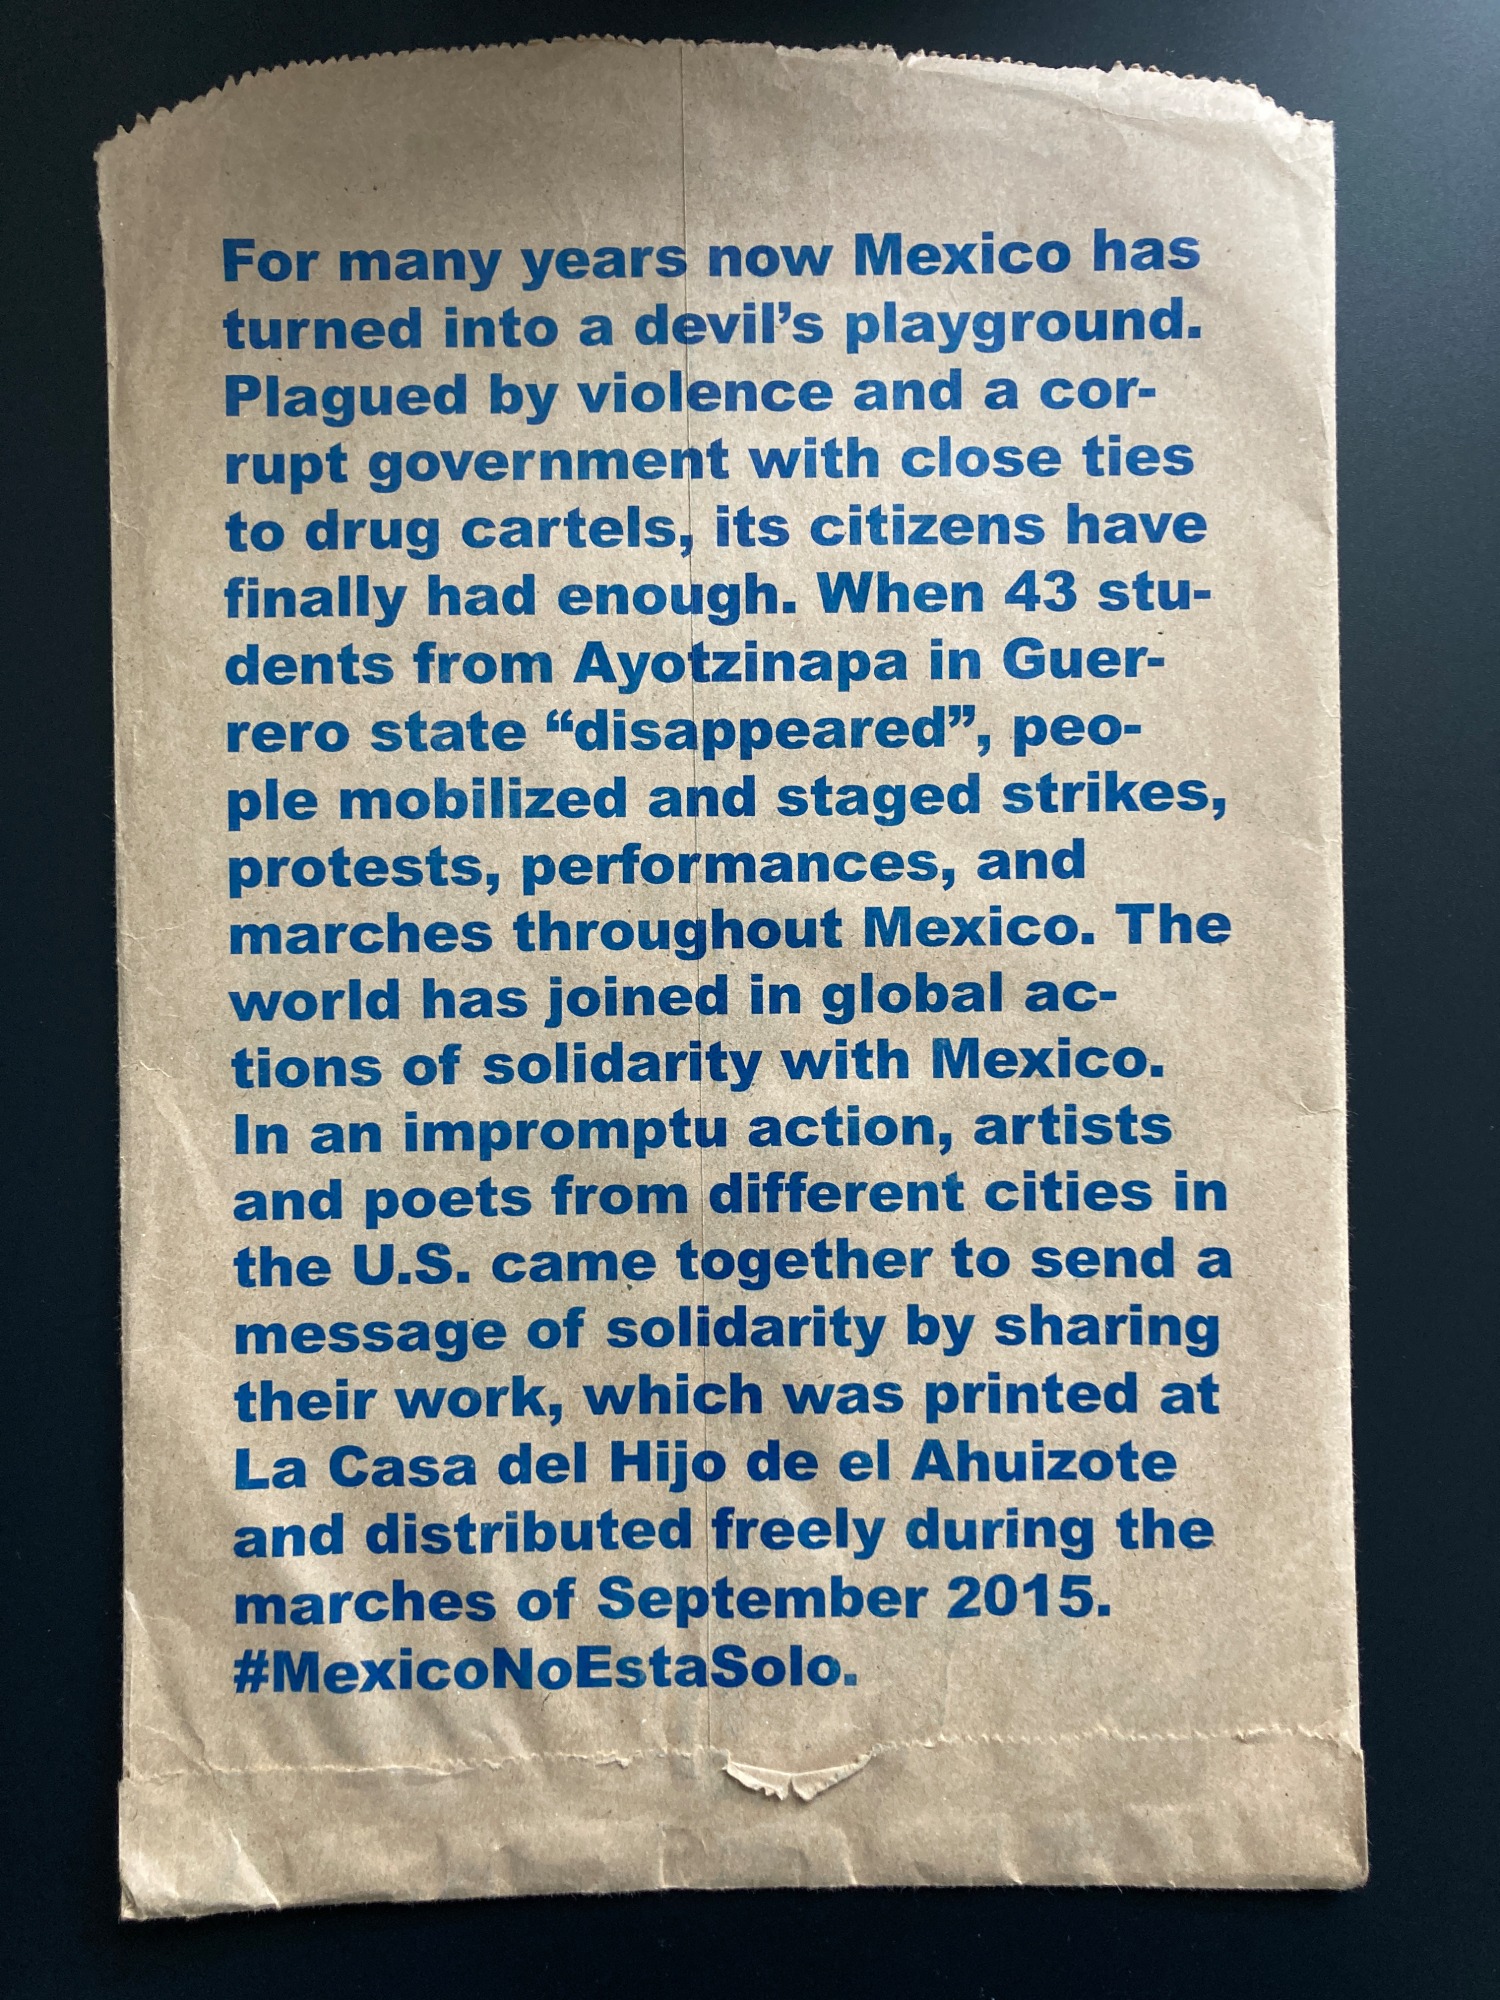 For many years now Mexico has
turned into a devil’s playground.
Plagued by violence and a cor-
rupt government with close ties
to drug cartels, its citizens have
finally had enough. When 43 stu-
dents from Ayotzinapa in Guer-
rero state “disappeared”, peo-
ple mobilized and staged strikes,
protests, performances, and
marches throughout Mexico. The
world has joined in global ac-
tions of solidarity with Mexico.
In an impromptu action, artists
and poets from different cities in
the U.S. came together to send a
message of solidarity by sharing
their work, which was printed at
La Casa del Hijo de el Ahuizote
and distributed freely during the
marches of September 2015.
#MexicoNoEstaSolo.